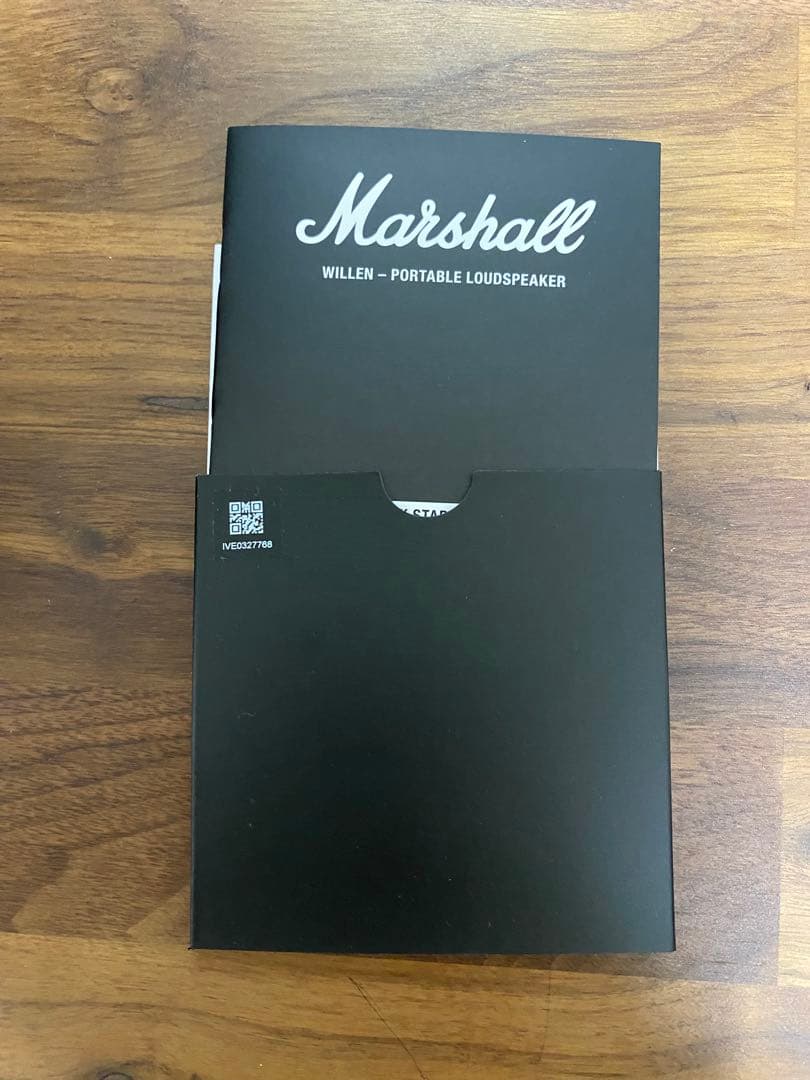 Marshall
WILLEN – PORTABLE LOUDSPEAKER
IVE0327768